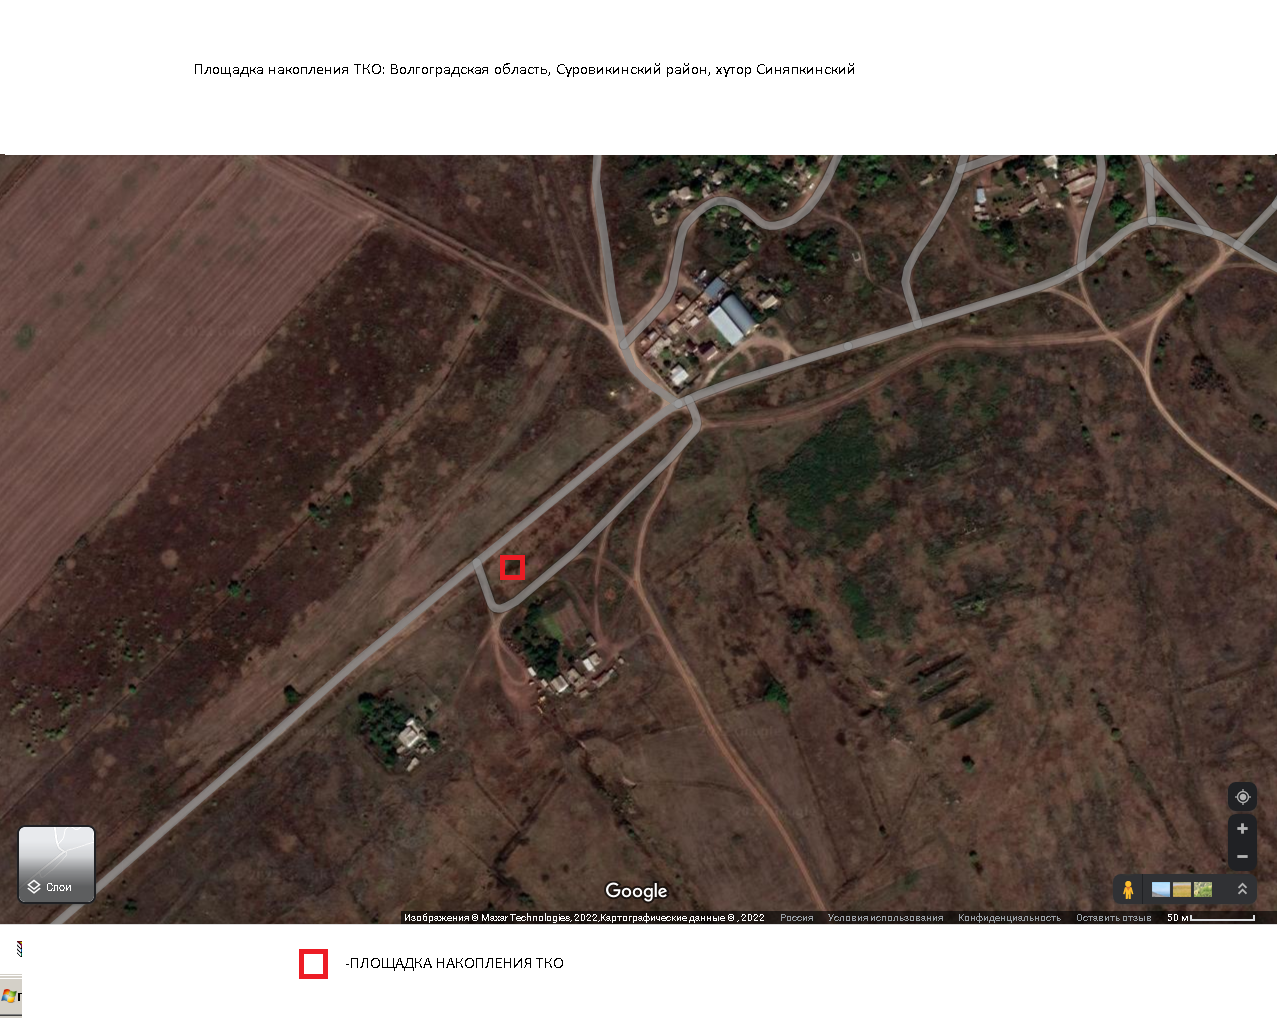 Площадка накопления ТКО: Волгоградская область, Суровикинский район, хутор Синяпкинский
Слои
Google
Изображения © Maxar Technologies, 2022,Картографические данные © , 2022 Россия Условия использования Конфиденциальность Оставить отзыв 50 м
-ПЛОЩАДКА НАКОПЛЕНИЯ ТКО